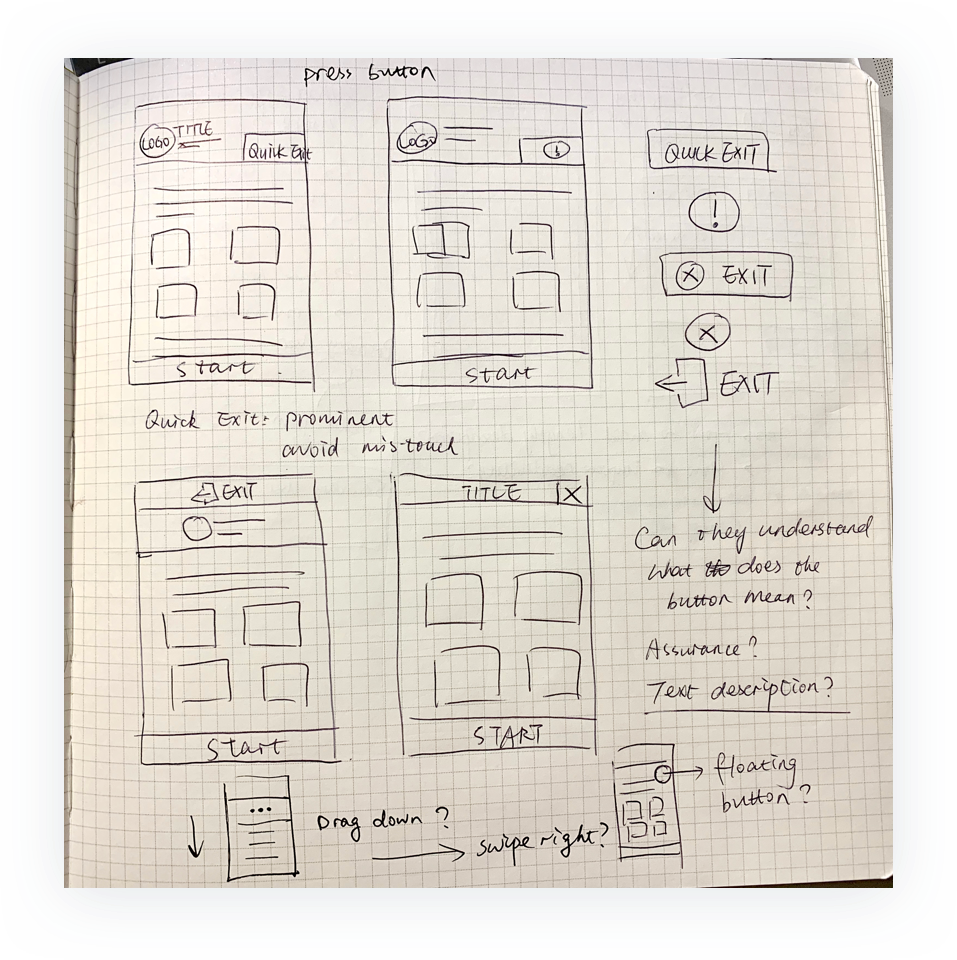 press button
LOGO
TITLE
Quick Exit
Start
LOGO
!
Start
QUICK EXIT
!
X EXIT
X
EXIT
Quick Exit: prominent
avoid mis-touch
EXIT
Start
TITLE X
START
Can they understand
what does the
button mean?
Assurance?
Text description?
Drag down?
swipe right?
floating
button?